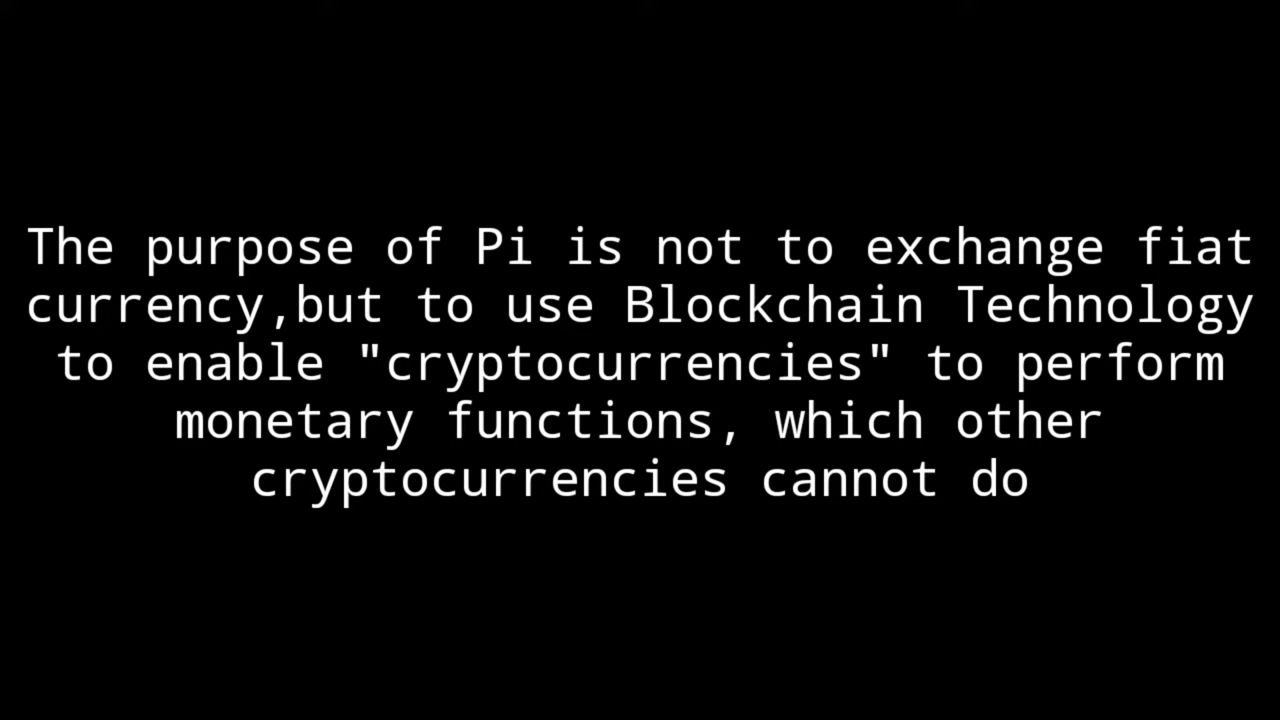 The purpose of Pi is not to exchange fiat
currency,but to use Blockchain Technology
to enable "cryptocurrencies" to perform
monetary functions, which other
cryptocurrencies cannot do